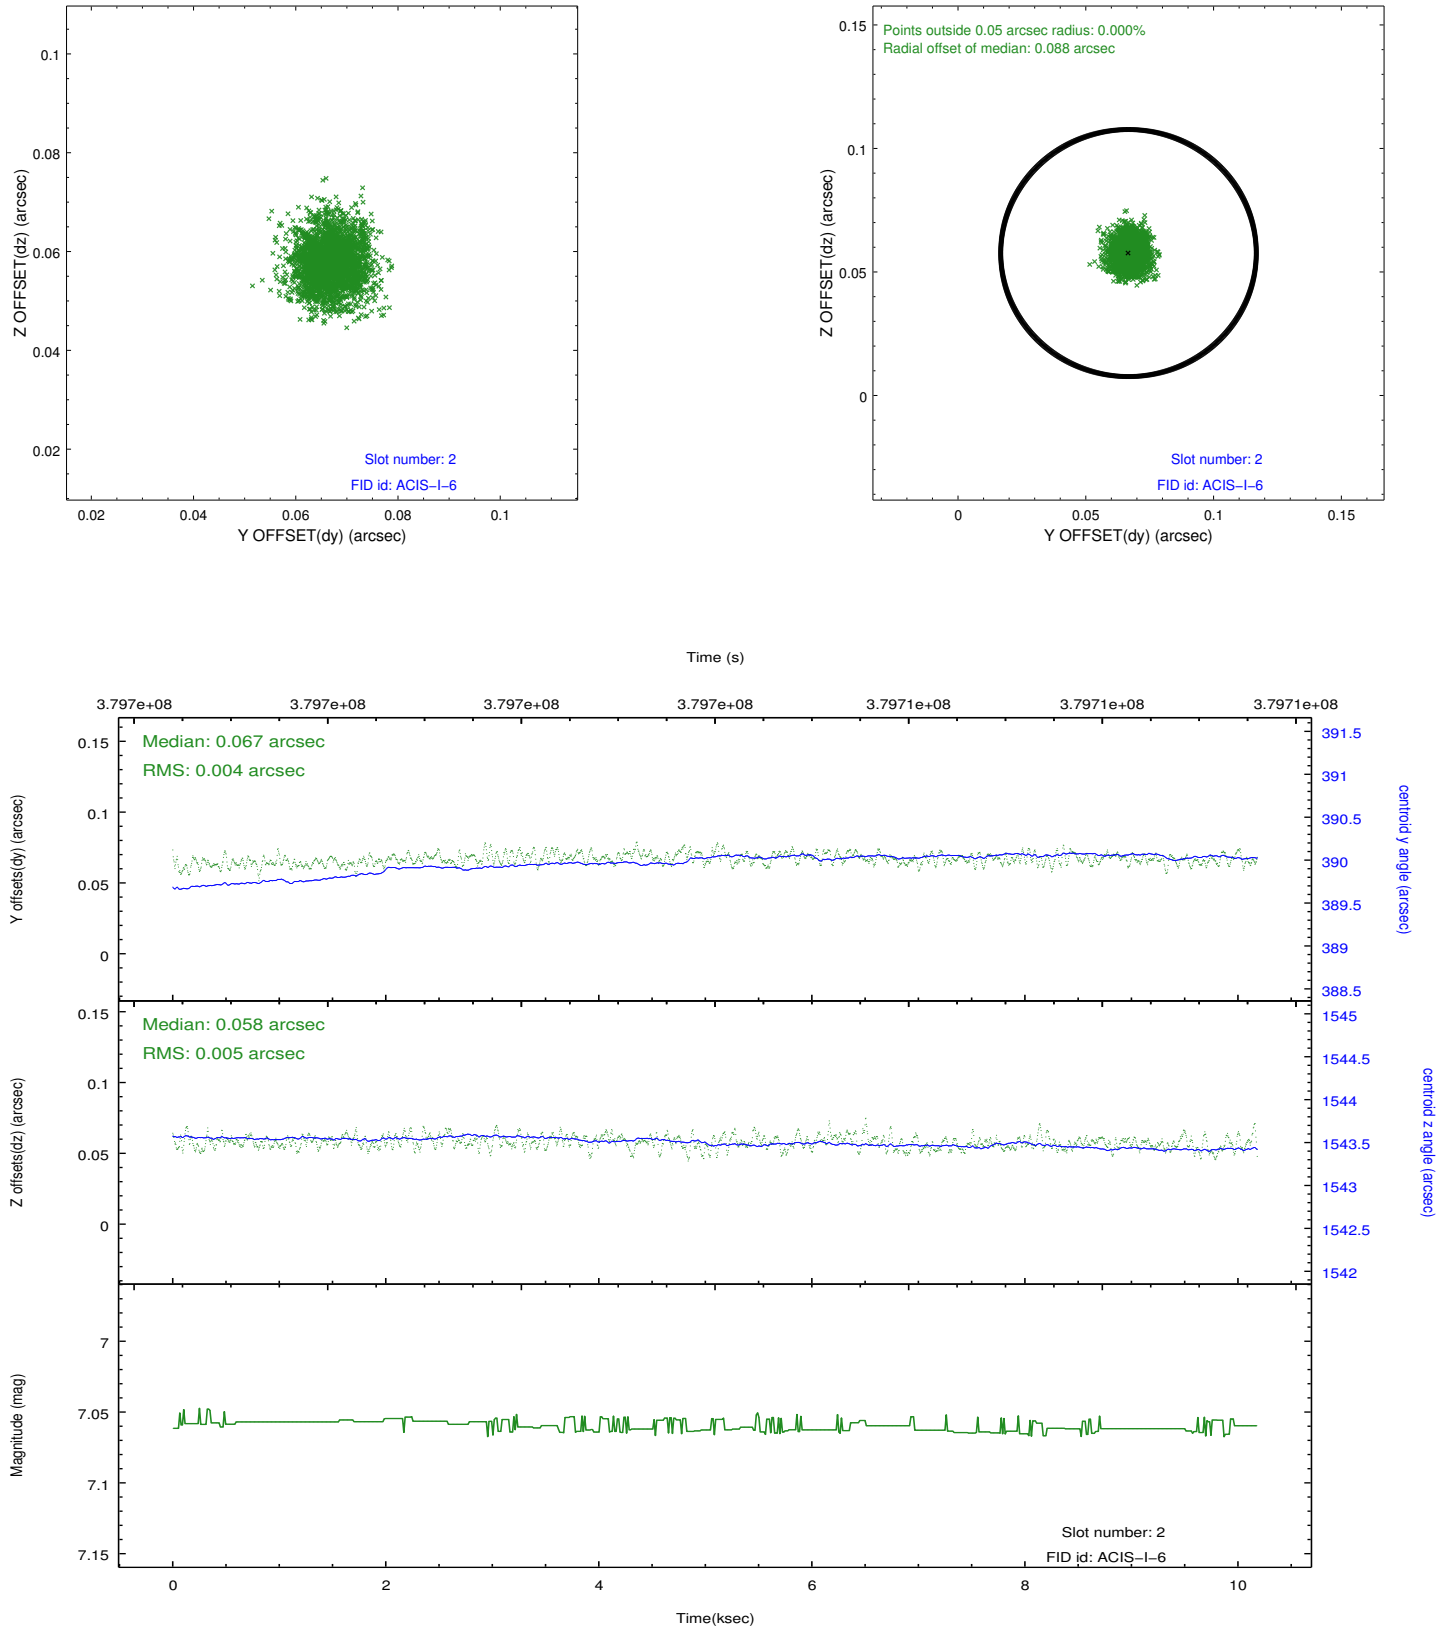 0.1
0.08
0.06
0.04
0.02
Z OFFSET(dz) (arcsec)
0.02 0.04 0.06 0.08 0.1
Y OFFSET(dy) (arcsec)
Slot number: 2
FID id: ACIS−I−6
Points outside 0.05 arcsec radius: 0.000%
Radial offset of median: 0.088 arcsec
0.15
0.1
0.05
0
Z OFFSET(dz) (arcsec)
0 0.05 0.1 0.15
Y OFFSET(dy) (arcsec)
Slot number: 2
FID id: ACIS−I−6
Time (s)
3.797e+08 3.797e+08 3.797e+08 3.797e+08 3.7971e+08 3.7971e+08 3.7971e+08
Median: 0.067 arcsec
RMS: 0.004 arcsec
0.15
0.1
0.05
0
Y offsets(dy) (arcsec)
391.5
391
390.5
390
389.5
389
388.5
centroid y angle (arcsec)
Median: 0.058 arcsec
RMS: 0.005 arcsec
0.15
0.1
0.05
0
Z offsets(dz) (arcsec)
1545
1544.5
1544
1543.5
1543
1542.5
1542
centroid z angle (arcsec)
7
7.05
7.1
7.15
Magnitude (mag)
Slot number: 2
FID id: ACIS−I−6
0 2 4 6 8 10
Time(ksec)